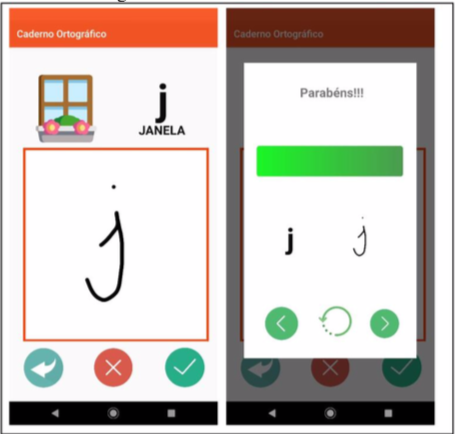 Caderno Ortográfico
j
JANELA
j
Caderno Ortográfico
Parabéns!!!
j j